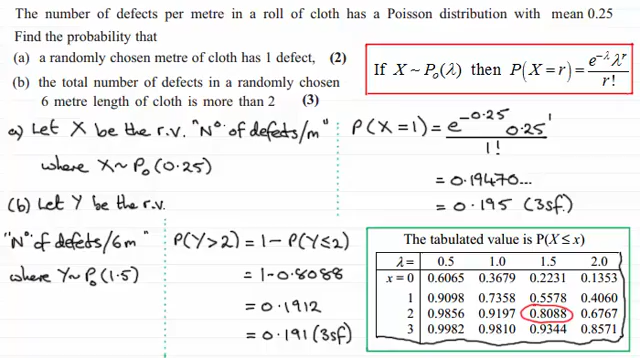 The number of defects per metre in a roll of cloth has a Poisson distribution with mean 0.25
Find the probability that
(a) a randomly chosen metre of cloth has 1 defect, (2)
(b) the total number of defects in a randomly chosen
6 metre length of cloth is more than 2 (3)
If X ~ Po(λ) then P(X = r) = e^{-λ} λ^r / r!
a) Let X be the r.v. "Nº of defects/m"
where X ~ Po(0.25)
P(X=1) = e^{-0.25} 0.25^1 / 1!
= 0.19470...
= 0.195 (3sf.)
(b) Let Y be the r.v.
"Nº of defects/6m"
where Y ~ Po(1.5)
P(Y>2) = 1 - P(Y≤2)
= 1 - 0.8088
= 0.1912
= 0.191 (3sf)
The tabulated value is P(X ≤ x)
λ = 0.5 1.0 1.5 2.0
x = 0 0.6065 0.3679 0.2231 0.1353
1 0.9098 0.7358 0.5578 0.4060
2 0.9856 0.9197 0.8088 0.6767
3 0.9982 0.9810 0.9344 0.8571